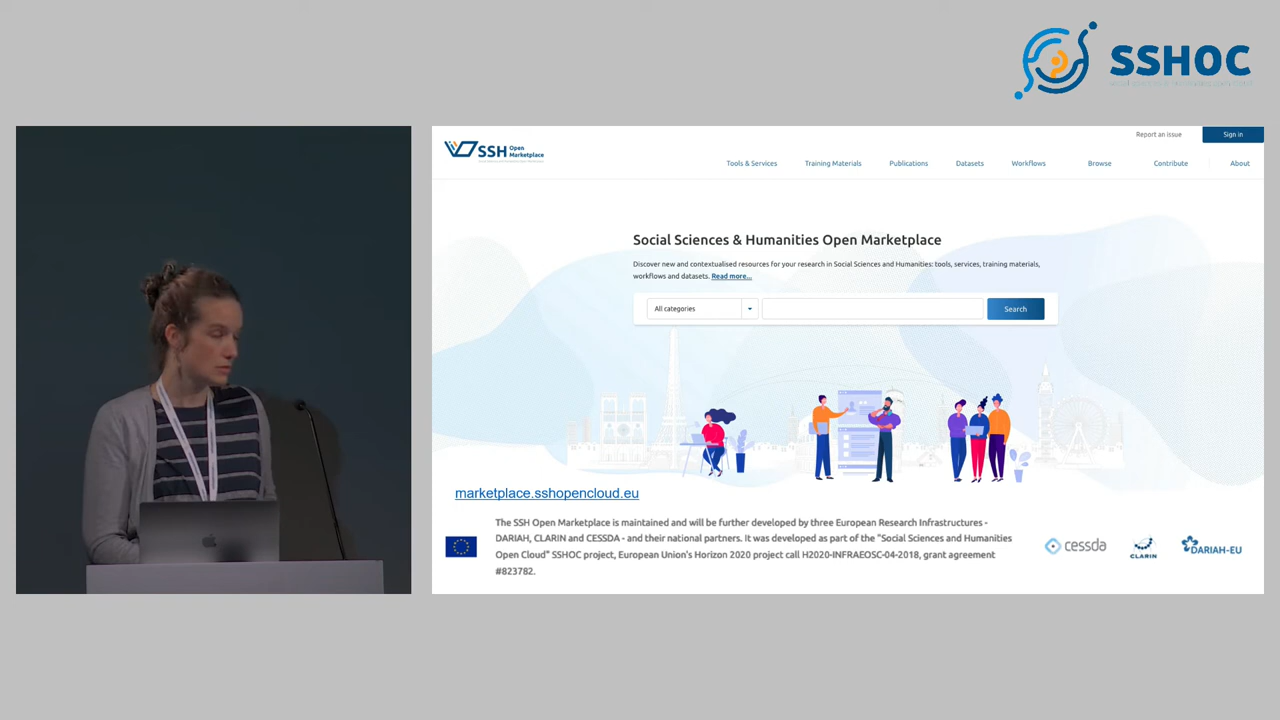 SSHOC
SSH Open
Marketplace
Report an issue
Sign in
Tools & Services
Training Materials
Publications
Datasets
Workflows
Browse
Contribute
About
Social Sciences & Humanities Open Marketplace
Discover new and contextualised resources for your research in Social Sciences and Humanities: tools, services, training materials,
workflows and datasets. Read more...
All categories
Search
marketplace.sshopencloud.eu
The SSH Open Marketplace is maintained and will be further developed by three European Research Infrastructures -
DARIAH, CLARIN and CESSDA - and their national partners. It was developed as part of the "Social Sciences and Humanities
Open Cloud" SSHOC project, European Union's Horizon 2020 project call H2020-INFRAEOSC-04-2018, grant agreement
#823782.
cessda
CLARIN
DARIAH-EU